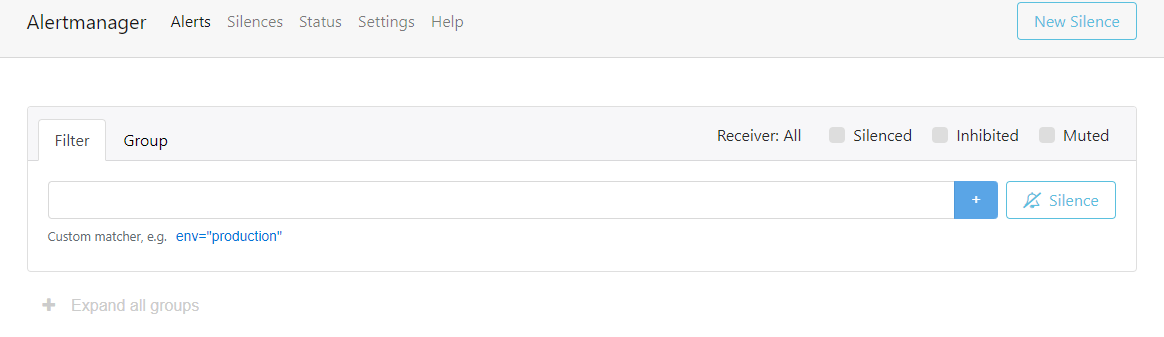 Alertmanager Alerts Silences Status Settings Help New Silence
Filter Group Receiver: All Silenced Inhibited Muted
+ Silence
Custom matcher, e.g. env="production"
+ Expand all groups